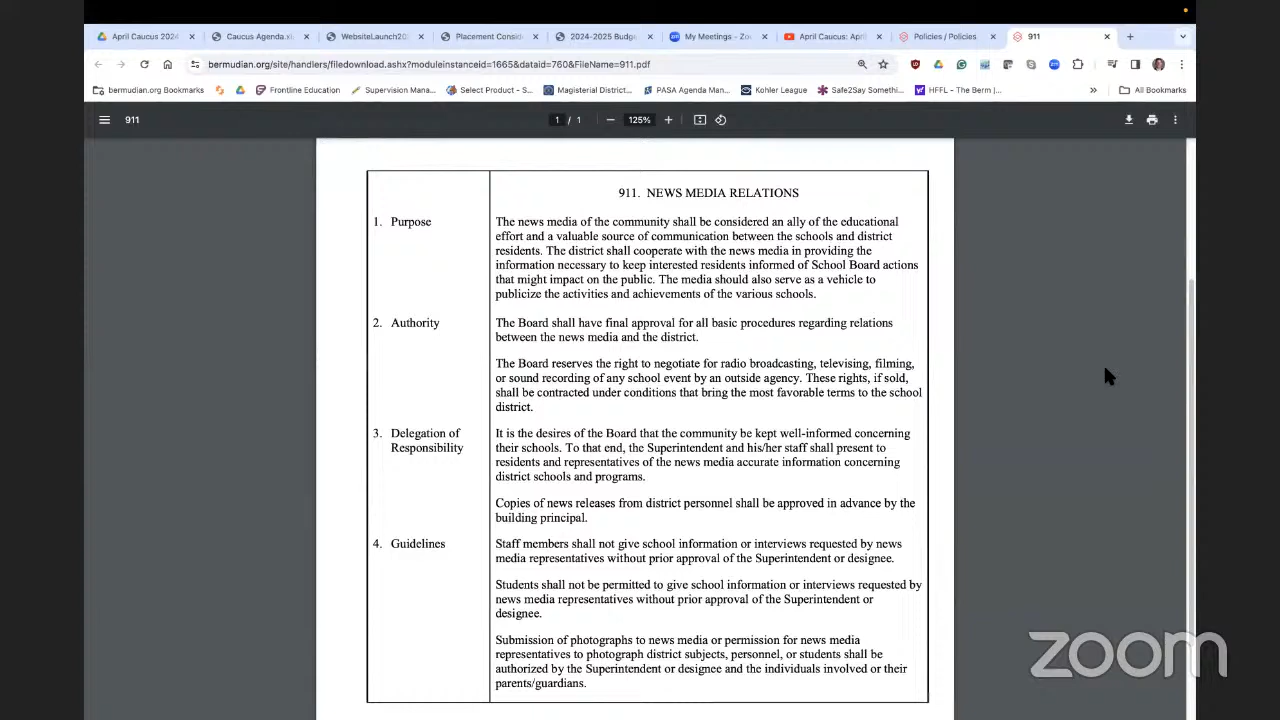 April Caucus 2024
Caucus Agenda.xl
WebsiteLaunch202
Placement Consid
2024-2025 Budge
My Meetings - Zoo
April Caucus: April
Policies / Policies
911
bermudian.org/site/handlers/filedownload.ashx?moduleinstanceid=1665&dataid=760&FileName=911.pdf
bermudian.org Bookmarks
Frontline Education
Supervision Mana...
Select Product - S...
Magisterial District...
PASA Agenda Man...
Kohler League
Safe2Say Somethi...
HFFL - The Berm |...
All Bookmarks
911
1 / 1
125%
911. NEWS MEDIA RELATIONS
1. Purpose
The news media of the community shall be considered an ally of the educational
effort and a valuable source of communication between the schools and district
residents. The district shall cooperate with the news media in providing the
information necessary to keep interested residents informed of School Board actions
that might impact on the public. The media should also serve as a vehicle to
publicize the activities and achievements of the various schools.
2. Authority
The Board shall have final approval for all basic procedures regarding relations
between the news media and the district.
The Board reserves the right to negotiate for radio broadcasting, televising, filming,
or sound recording of any school event by an outside agency. These rights, if sold,
shall be contracted under conditions that bring the most favorable terms to the school
district.
3. Delegation of
Responsibility
It is the desires of the Board that the community be kept well-informed concerning
their schools. To that end, the Superintendent and his/her staff shall present to
residents and representatives of the news media accurate information concerning
district schools and programs.
Copies of news releases from district personnel shall be approved in advance by the
building principal.
4. Guidelines
Staff members shall not give school information or interviews requested by news
media representatives without prior approval of the Superintendent or designee.
Students shall not be permitted to give school information or interviews requested by
news media representatives without prior approval of the Superintendent or
designee.
Submission of photographs to news media or permission for news media
representatives to photograph district subjects, personnel, or students shall be
authorized by the Superintendent or designee and the individuals involved or their
parents/guardians.
zoom